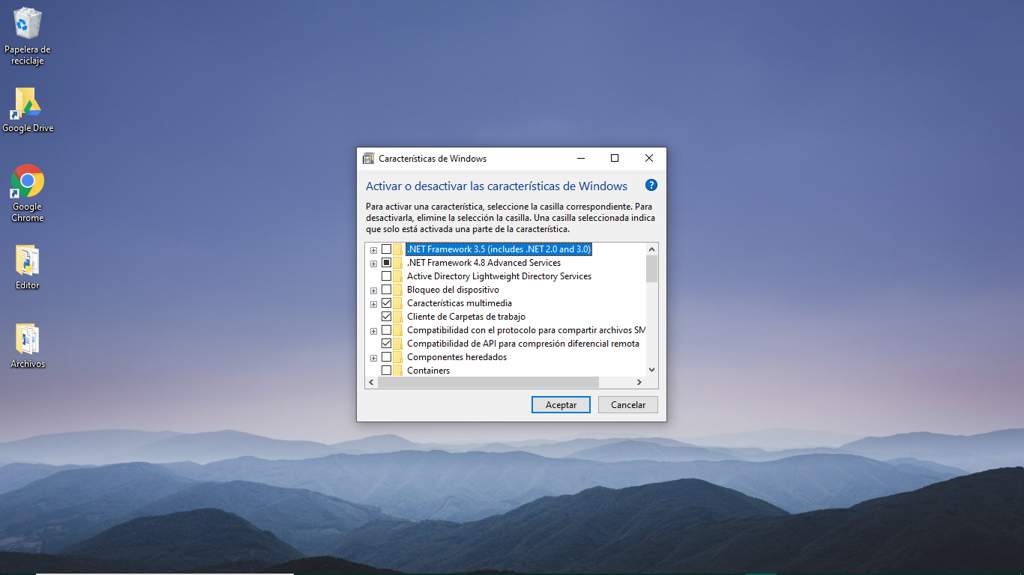 Papelera de
reciclaje
Google Drive
Google
Chrome
Editor
Archivos
Características de Windows
Activar o desactivar las características de Windows
Para activar una característica, seleccione la casilla correspondiente. Para
desactivarla, elimine la selección la casilla. Una casilla seleccionada indica
que solo está activada una parte de la característica.
.NET Framework 3.5 (includes .NET 2.0 and 3.0)
.NET Framework 4.8 Advanced Services
Active Directory Lightweight Directory Services
Bloqueo del dispositivo
Características multimedia
Cliente de Carpetas de trabajo
Compatibilidad con el protocolo para compartir archivos SM
Compatibilidad de API para compresión diferencial remota
Componentes heredados
Containers
Aceptar
Cancelar